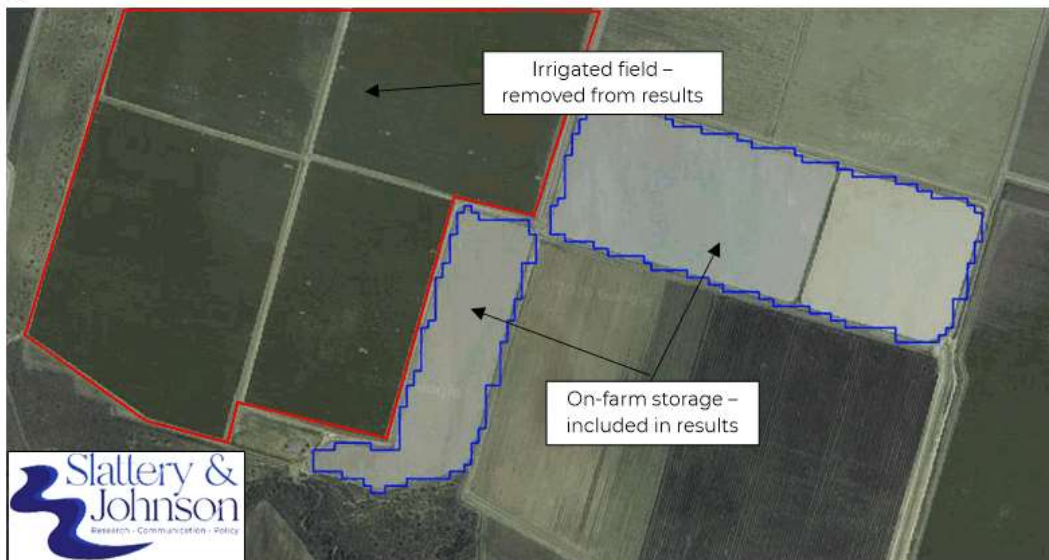 Irrigated field –
removed from results
On-farm storage –
included in results
Slattery &
Johnson
Research - Communication - Policy